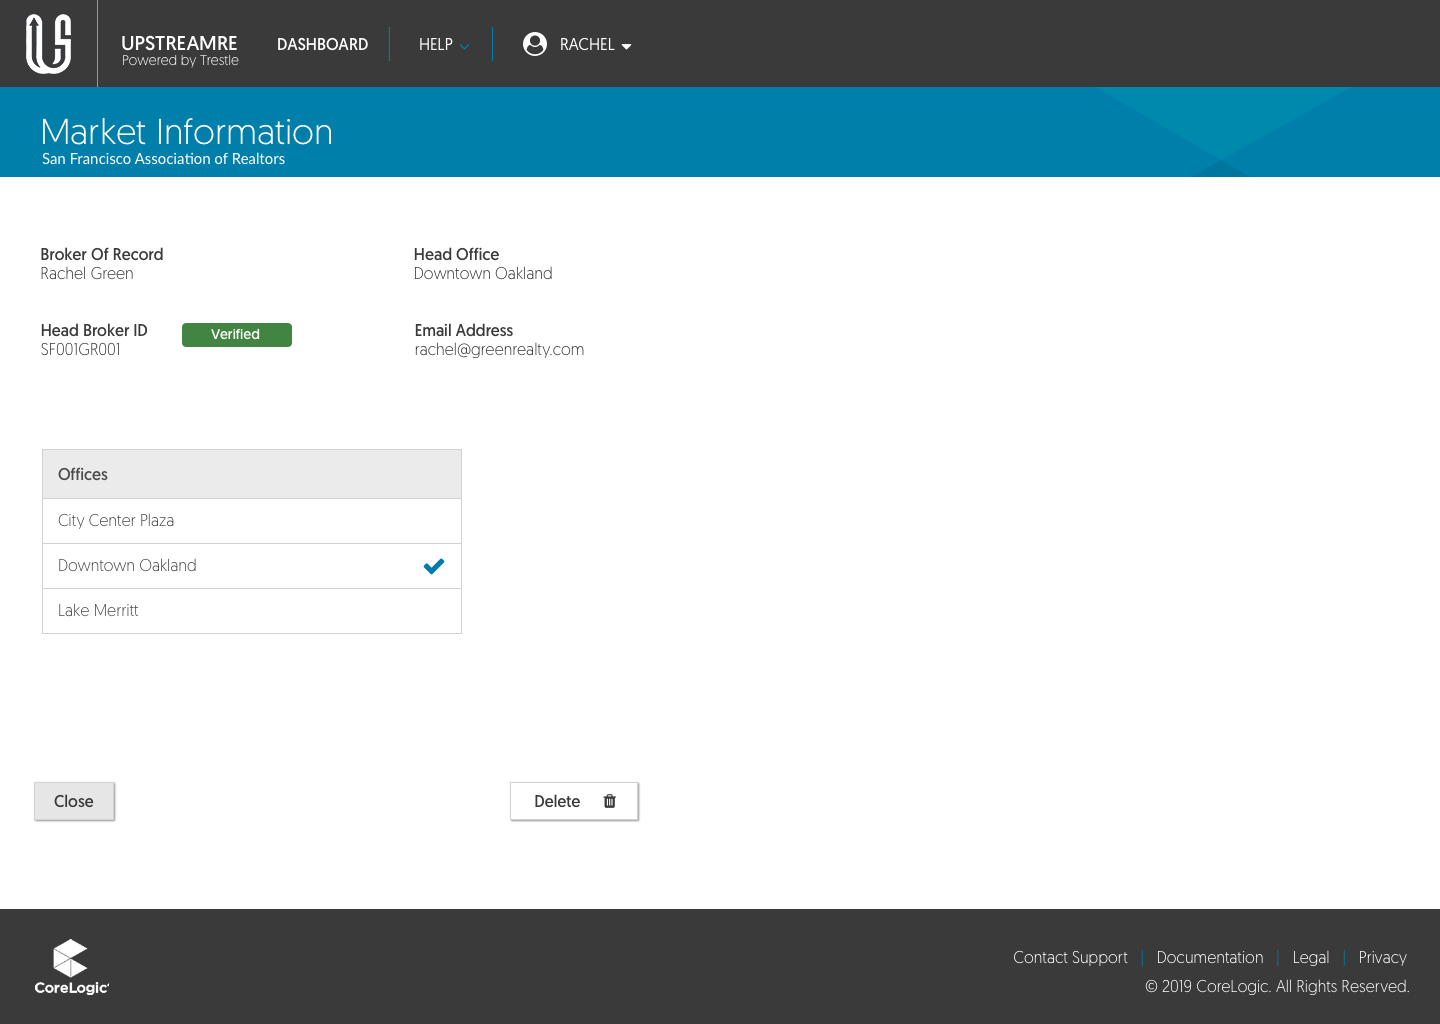 UPSTREAMRE
Powered by Trestle
DASHBOARD
HELP
RACHEL
Market Information
San Francisco Association of Realtors
Broker Of Record
Rachel Green
Head Office
Downtown Oakland
Head Broker ID
SF001GR001
Verified
Email Address
rachel@greenrealty.com
Offices
City Center Plaza
Downtown Oakland
Lake Merritt
Close
Delete
CoreLogic
Contact Support | Documentation | Legal | Privacy
© 2019 CoreLogic. All Rights Reserved.